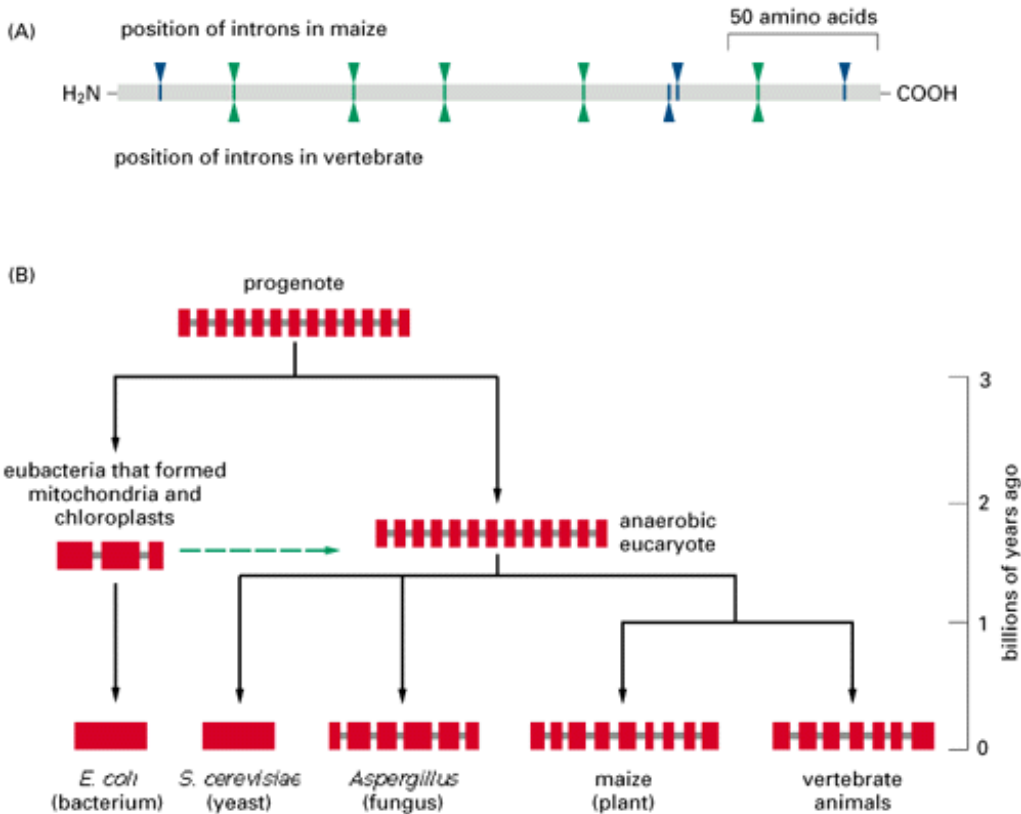 (A)
position of introns in maize
50 amino acids
H₂N
COOH
position of introns in vertebrate
(B)
progenote
3
eubacteria that formed
mitochondria and
chloroplasts
2
anaerobic
eucaryote
1
billions of years ago
0
E. coli
(bacterium)
S. cerevisiae
(yeast)
Aspergillus
(fungus)
maize
(plant)
vertebrate
animals